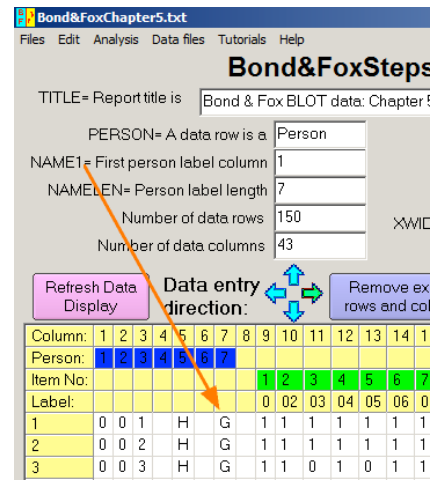 Bond&FoxChapter5.txt
Files Edit Analysis Data files Tutorials Help
Bond&FoxSteps
TITLE= Report title is Bond & Fox BLOT data: Chapter 5
PERSON= A data row is a Person
NAME1= First person label column 1
NAMELEN= Person label length 7
Number of data rows 150 XWID
Number of data columns 43
Refresh Data Display Data entry direction: Remove ex rows and col
Column: 1 2 3 4 5 6 7 8 9 10 11 12 13 14 1
Person: 1 2 3 4 5 6 7
Item No: 1 2 3 4 5 6 7
Label: 0 02 03 04 05 06 0
1 0 0 1 H G 1 1 1 1 1 1 1
2 0 0 2 H G 1 1 1 1 1 1 1
3 0 0 3 H G 1 1 0 1 0 1 1